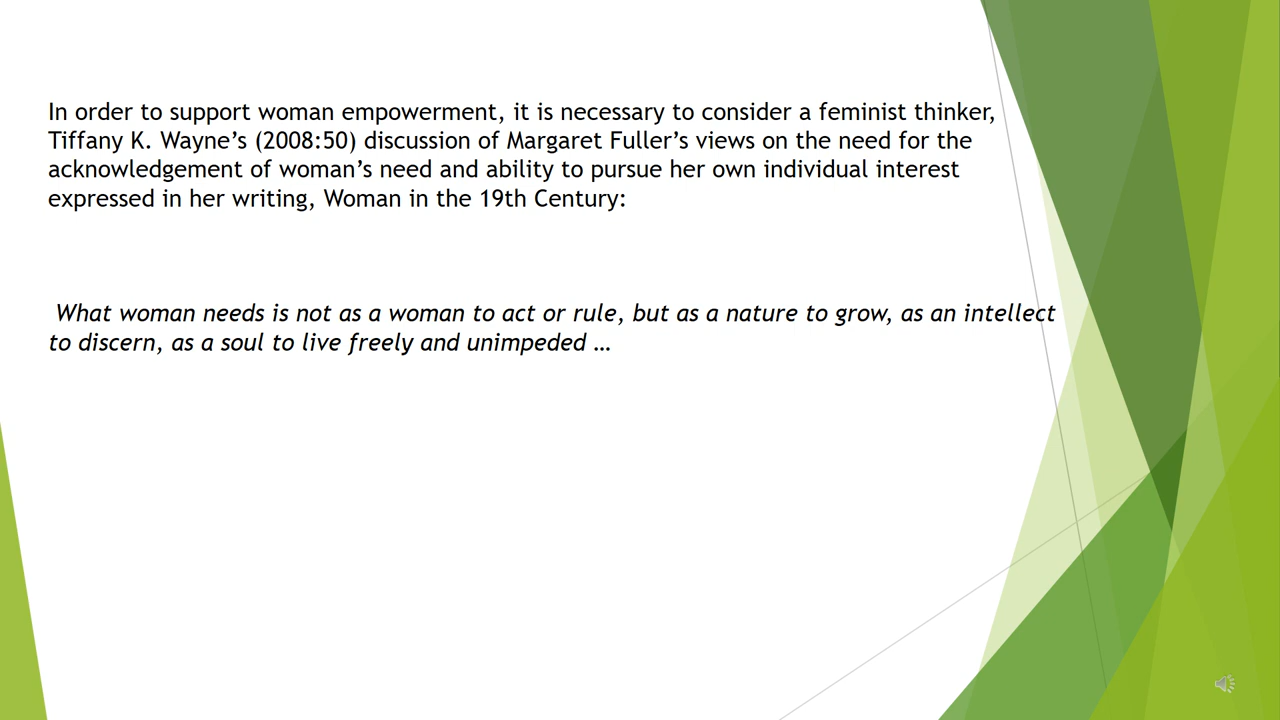 In order to support woman empowerment, it is necessary to consider a feminist thinker,
Tiffany K. Wayne’s (2008:50) discussion of Margaret Fuller’s views on the need for the
acknowledgement of woman’s need and ability to pursue her own individual interest
expressed in her writing, Woman in the 19th Century:
What woman needs is not as a woman to act or rule, but as a nature to grow, as an intellect
to discern, as a soul to live freely and unimpeded …